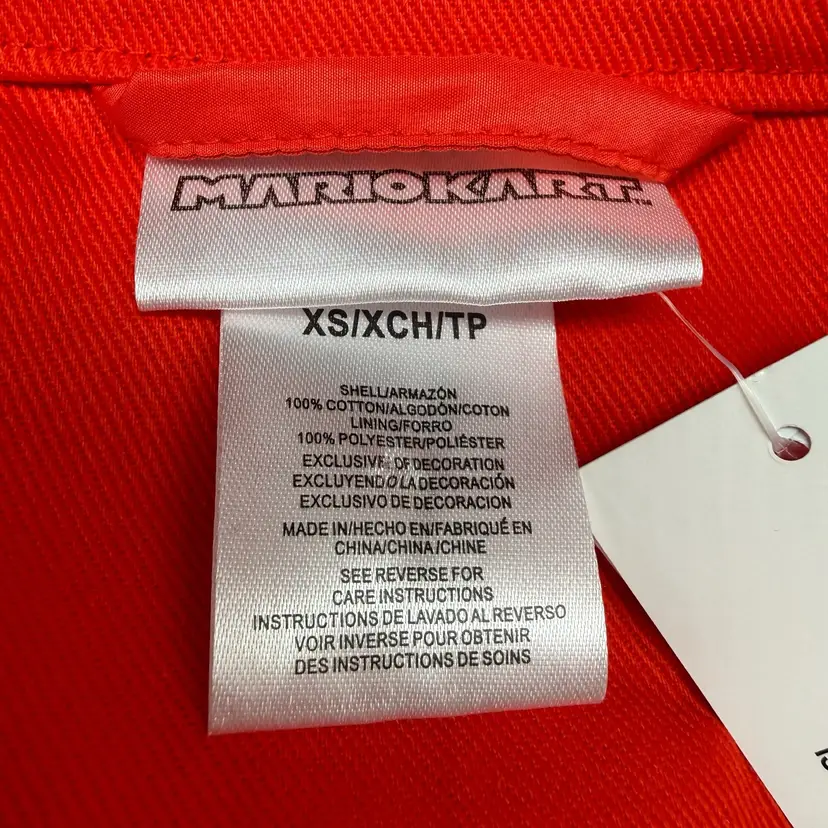 MARIOKART™
XS/XCH/TP
SHELL/ARMAZÓN
100% COTTON/ALGODÓN/COTON
LINING/FORRO
100% POLYESTER/POLIÉSTER
EXCLUSIVE OF DECORATION
EXCLUYENDO LA DECORACIÓN
EXCLUSIVO DE DECORACION
MADE IN/HECHO EN/FABRIQUÉ EN
CHINA/CHINA/CHINE
SEE REVERSE FOR
CARE INSTRUCTIONS
INSTRUCTIONS DE LAVADO AL REVERSO
VOIR INVERSE POUR OBTENIR
DES INSTRUCTIONS DE SOINS